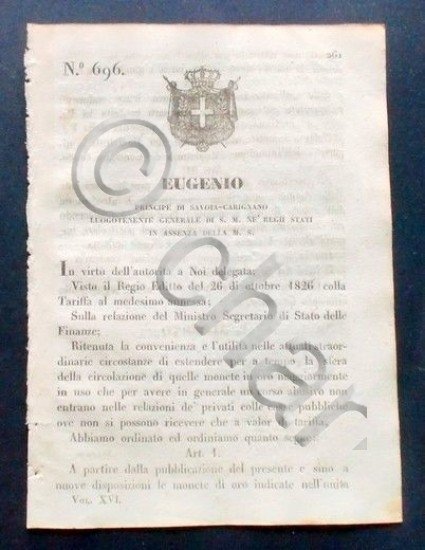 261
N.º 696.
EUGENIO
PRINCIPE DI SAVOIA-CARIGNANO
LUOGOTENENTE GENERALE DI S. M. NE' REGII STATI
IN ASSENZA DELLA M. S.
In virtù dell'autorità a Noi delegata;
Visto il Regio Editto del 26 di ottobre 1826 colla
Tariffa al medesimo annessa;
Sulla relazione del Ministro Segretario di Stato delle
Finanze;
Ritenuta la convenienza e l'utilità nelle attuali straor-
dinarie circostanze di estendere per a tempo la sfera
della circolazione di quelle monete in oro
in uso che per avere in generale un corso abusivo non
entrano nelle relazioni de' privati colle casse pubbliche
ove non si possono ricevere che a valor di tariffa,
Abbiamo ordinato ed ordiniamo quanto segue:
Art. 1.
A partire dalla pubblicazione del presente e sino a
nuove disposizioni le monete di oro indicate nell'unita
Vol. XVI.
© Char